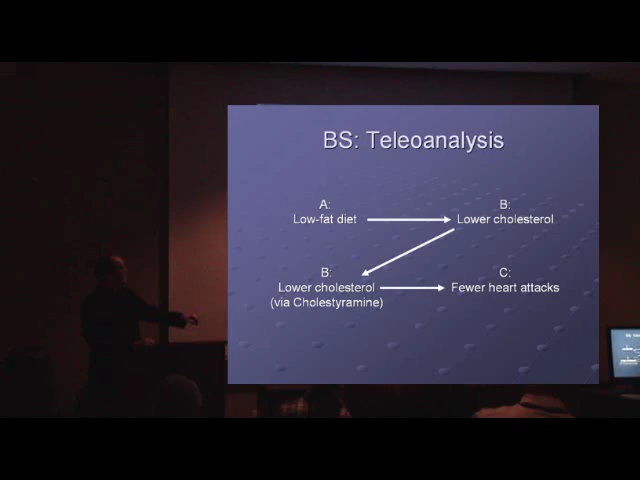 BS: Teleoanalysis
A:
Low-fat diet
B:
Lower cholesterol
B:
Lower cholesterol
(via Cholestyramine)
C:
Fewer heart attacks